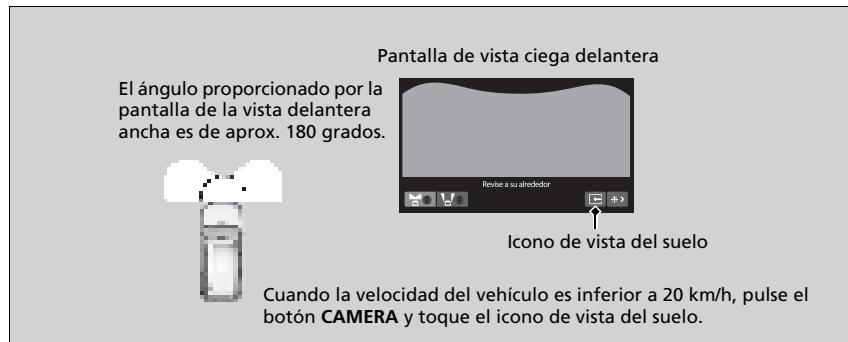 Pantalla de vista ciega delantera
El ángulo proporcionado por la
pantalla de la vista delantera
ancha es de aprox. 180 grados.
Revise a su alrededor
Icono de vista del suelo
Cuando la velocidad del vehículo es inferior a 20 km/h, pulse el
botón CAMERA y toque el icono de vista del suelo.